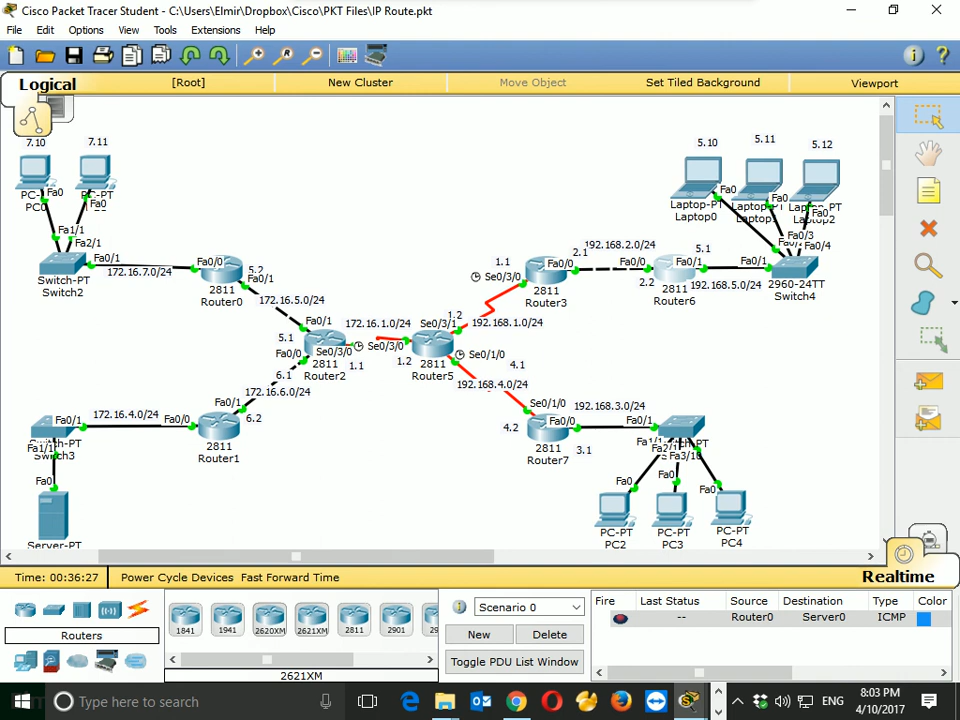 Cisco Packet Tracer Student - C:\Users\Elmir\Dropbox\Cisco\PKT Files\IP Route.pkt
File Edit Options View Tools Extensions Help
Logical [Root] New Cluster Move Object Set Tiled Background Viewport
7.10 7.11
Fa0
Fa0
Fa1/1
Fa2/1
Fa0/1
Switch-PT
Switch2
172.16.7.0/24
Fa0/0
5.2
Fa0/1
2811
Router0
172.16.5.0/24
Fa0/1
5.1
Fa0/0
Se0/3/0
2811
Router2
1.1
172.16.1.0/24
Se0/3/0
6.1
172.16.6.0/24
Fa0/1
6.2
172.16.4.0/24
Fa0/0
2811
Router1
Fa0/1
Switch3
Fa1/1
Fa0
Server-PT
Se0/3/1
1.2
1.2
2811
Router5
Se0/1/0
4.1
192.168.1.0/24
192.168.4.0/24
1.1
Se0/3/0
2.1
Fa0/0
2811
Router3
192.168.2.0/24
Fa0/0
2.2
Fa0/1
2811
Router6
5.1
192.168.5.0/24
Fa0/1
2960-24TT
Switch4
5.10 5.11 5.12
Fa0
Laptop-PT
Laptop0
Fa0
Fa0
Laptop2
Fa0/3
Fa0/4
Se0/1/0
4.2
Fa0/0
2811
Router7
3.1
192.168.3.0/24
Fa0/1
Fa3/1
Fa0
Fa0
Fa0
PC-PT
PC2
PC-PT
PC3
PC-PT
PC4
Time: 00:36:27 Power Cycle Devices Fast Forward Time
Realtime
Routers
1841 1941 2620XM 2621XM 2811 2901
2621XM
Scenario 0
New Delete
Toggle PDU List Window
Fire Last Status Source Destination Type Color
-- Router0 Server0 ICMP
Type here to search
ENG
8:03 PM
4/10/2017